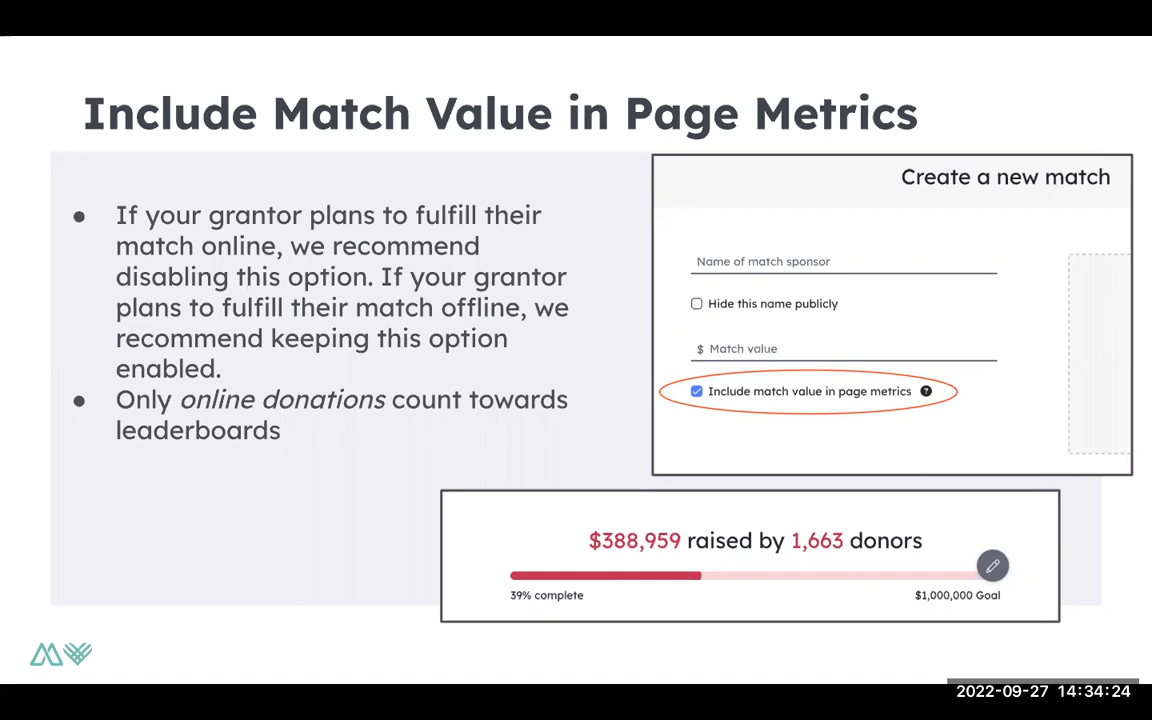 Include Match Value in Page Metrics
● If your grantor plans to fulfill their
match online, we recommend
disabling this option. If your grantor
plans to fulfill their match offline, we
recommend keeping this option
enabled.
● Only online donations count towards
leaderboards
Create a new match
Name of match sponsor
Hide this name publicly
$ Match value
Include match value in page metrics ?
$388,959 raised by 1,663 donors
39% complete
$1,000,000 Goal
2022-09-27 14:34:24